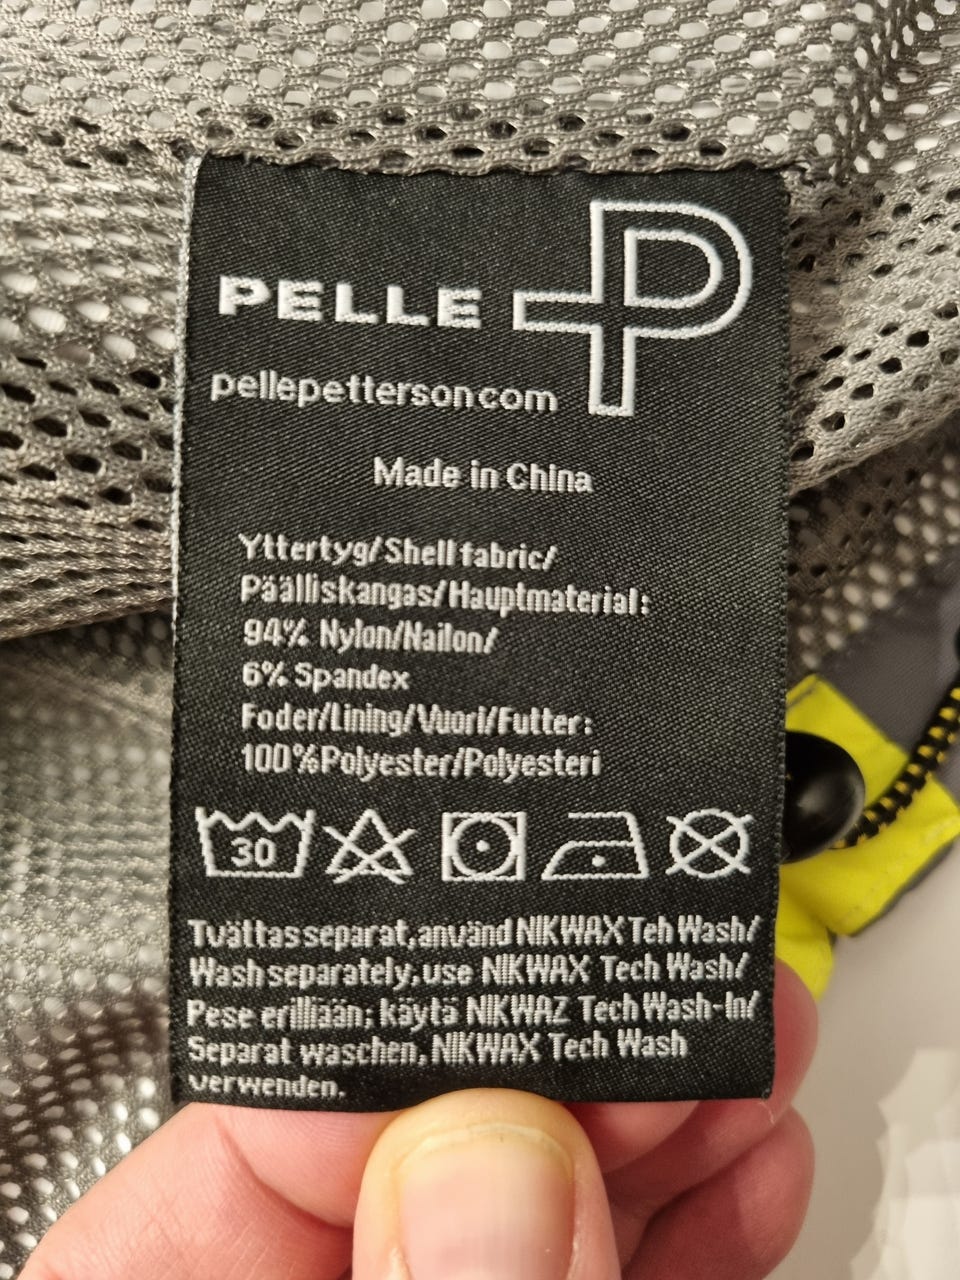 PELLE P
pellepetterson.com
Made in China
Yttertyg/Shell fabric/
Päälliskangas/Hauptmaterial:
94% Nylon/Nailon/
6% Spandex
Foder/Lining/Vuori/Futter:
100%Polyester/Polyesteri
30
Tvättas separat,använd NIKWAX Teh Wash/
Wash separately,use NIKWAX Tech Wash/
Pese erilliään; käytä NIKWAZ Tech Wash-In/
Separat waschen, NIKWAX Tech Wash
verwenden.